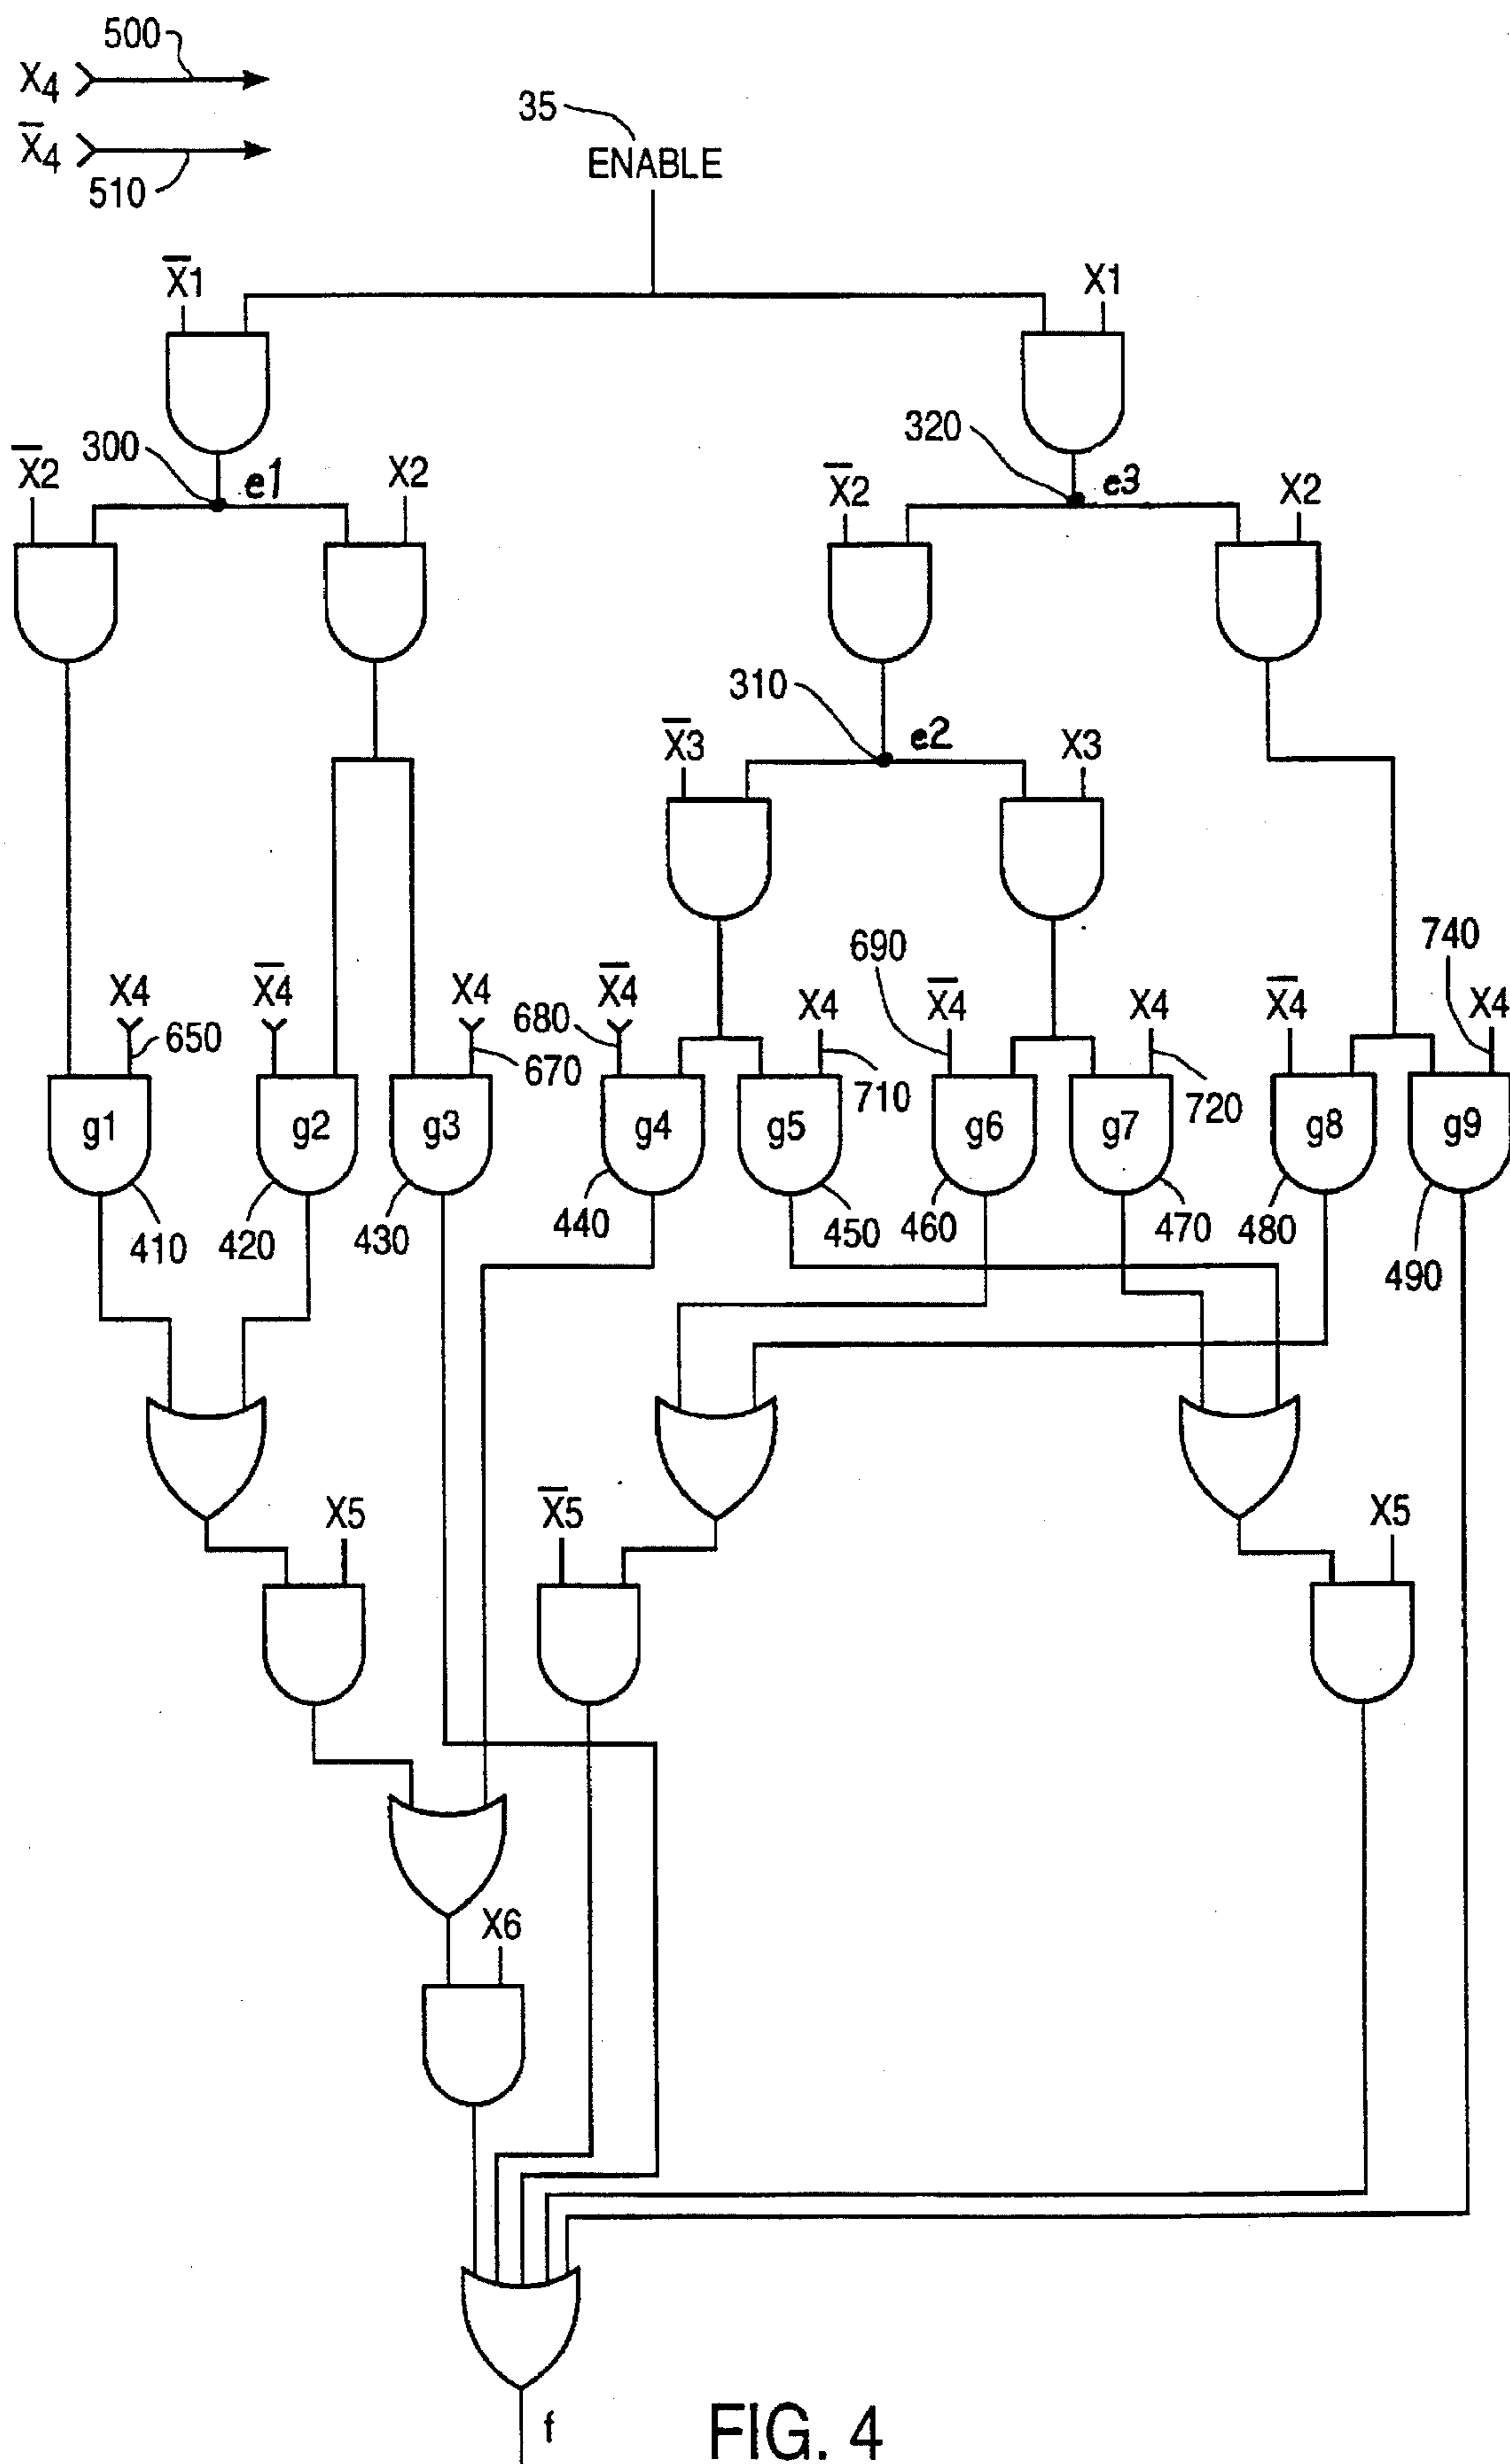 500
X4
X̅4
510
35
ENABLE
X̅1
X1
300
e1
320
e3
X̅2
X2
X̅2
X2
310
e2
X̅3
X3
690
740
X4
X̅4
X4
680
X̅4
X4
X̅4
X4
X̅4
X4
650
670
710
720
g1
g2
g3
g4
g5
g6
g7
g8
g9
410
420
430
440
450
460
470
480
490
X5
X̅5
X5
X6
f
FIG. 4